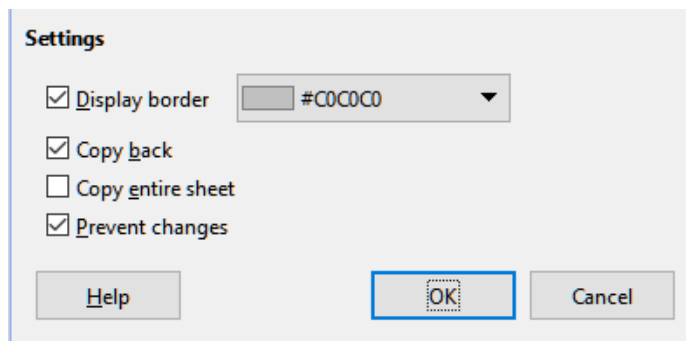 Settings
Display border #C0C0C0
Copy back
Copy entire sheet
Prevent changes
Help OK Cancel